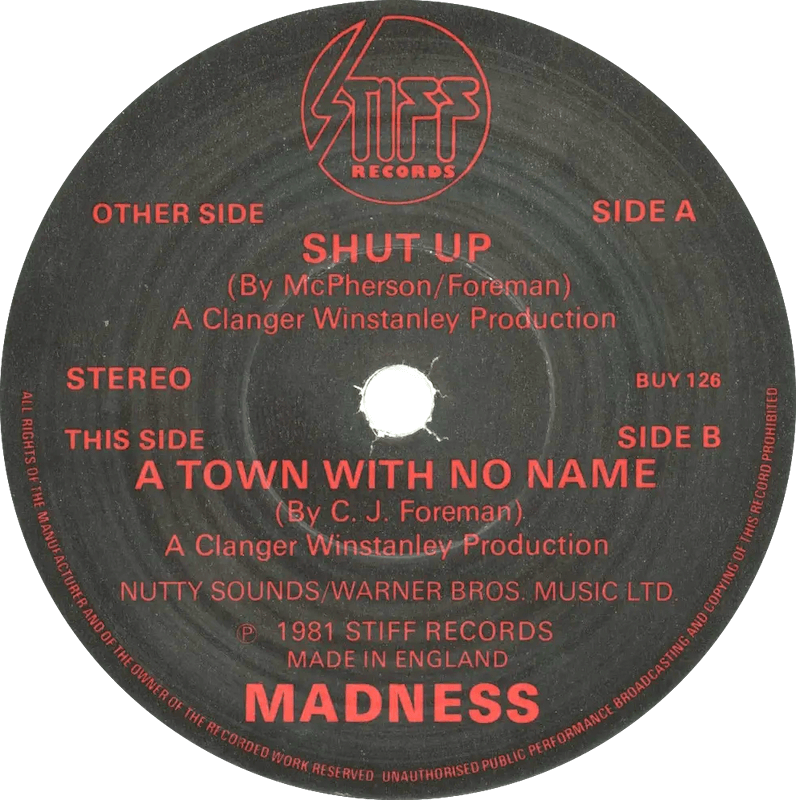 STIFF
RECORDS
OTHER SIDE
SIDE A
SHUT UP
(By McPherson/Foreman)
A Clanger Winstanley Production
STEREO
BUY 126
THIS SIDE
SIDE B
A TOWN WITH NO NAME
(By C. J. Foreman)
A Clanger Winstanley Production
NUTTY SOUNDS/WARNER BROS. MUSIC LTD.
℗ 1981 STIFF RECORDS
MADE IN ENGLAND
MADNESS
ALL RIGHTS OF THE MANUFACTURER AND OF THE OWNER OF THE RECORDED WORK RESERVED UNAUTHORISED PUBLIC PERFORMANCE BROADCASTING AND COPYING OF THIS RECORD PROHIBITED